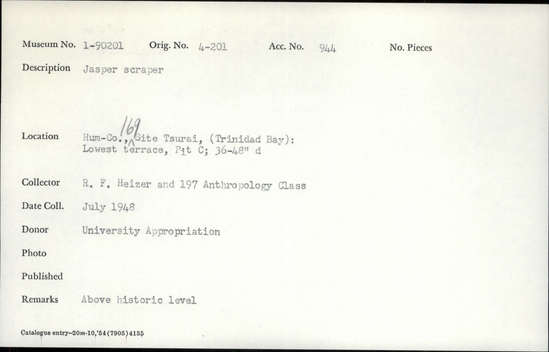 Museum No. 1-90201 Orig. No. 4-201 Acc. No. 944 No. Pieces
Description Jasper scraper
169
Location Hum-Co., Site Tsurai, (Trinidad Bay):
Lowest terrace, Pit C; 36-48" d
Collector R. F. Heizer and 197 Anthropology Class
Date Coll. July 1948
Donor University Appropriation
Photo
Published
Remarks Above historic level
Catalogue entry—20m-10,'54(7905)4155